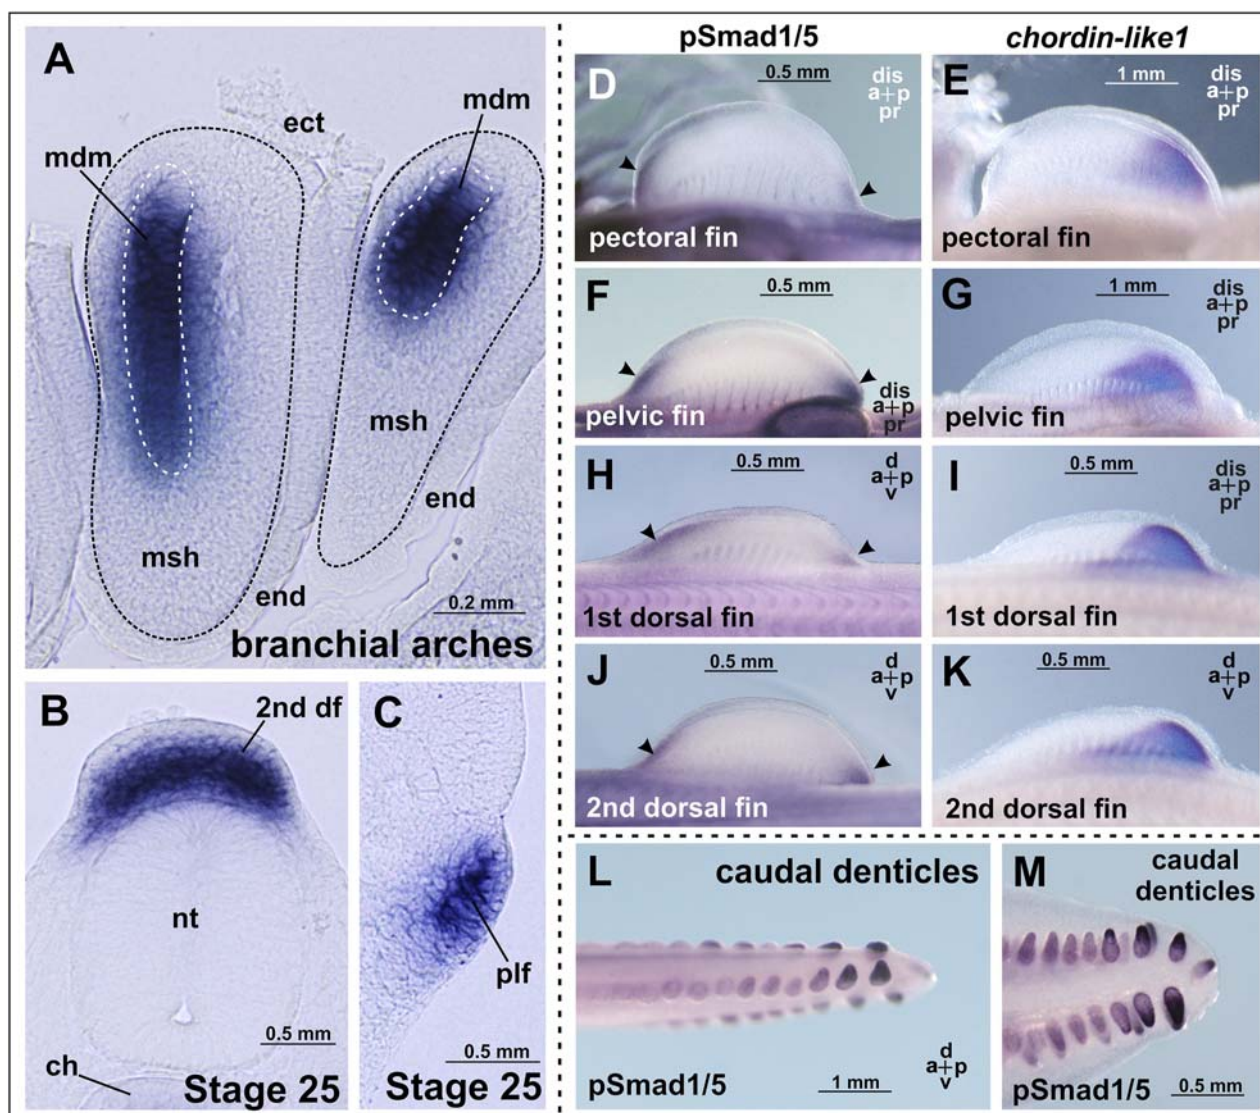 A
mdm
ect
mdm
msh
msh
end
end
0.2 mm
branchial arches
B
2nd df
nt
ch
0.5 mm
Stage 25
C
plf
0.5 mm
Stage 25
pSmad1/5
chordin-like1
D
0.5 mm
dis
a+p
pr
pectoral fin
E
1 mm
dis
a+p
pr
pectoral fin
F
0.5 mm
dis
a+p
pr
pelvic fin
G
1 mm
dis
a+p
pr
pelvic fin
H
0.5 mm
d
a+p
v
1st dorsal fin
I
0.5 mm
dis
a+p
pr
1st dorsal fin
J
0.5 mm
d
a+p
v
2nd dorsal fin
K
0.5 mm
d
a+p
v
2nd dorsal fin
L
caudal denticles
d
a+p
v
pSmad1/5
1 mm
M
caudal
denticles
pSmad1/5
0.5 mm